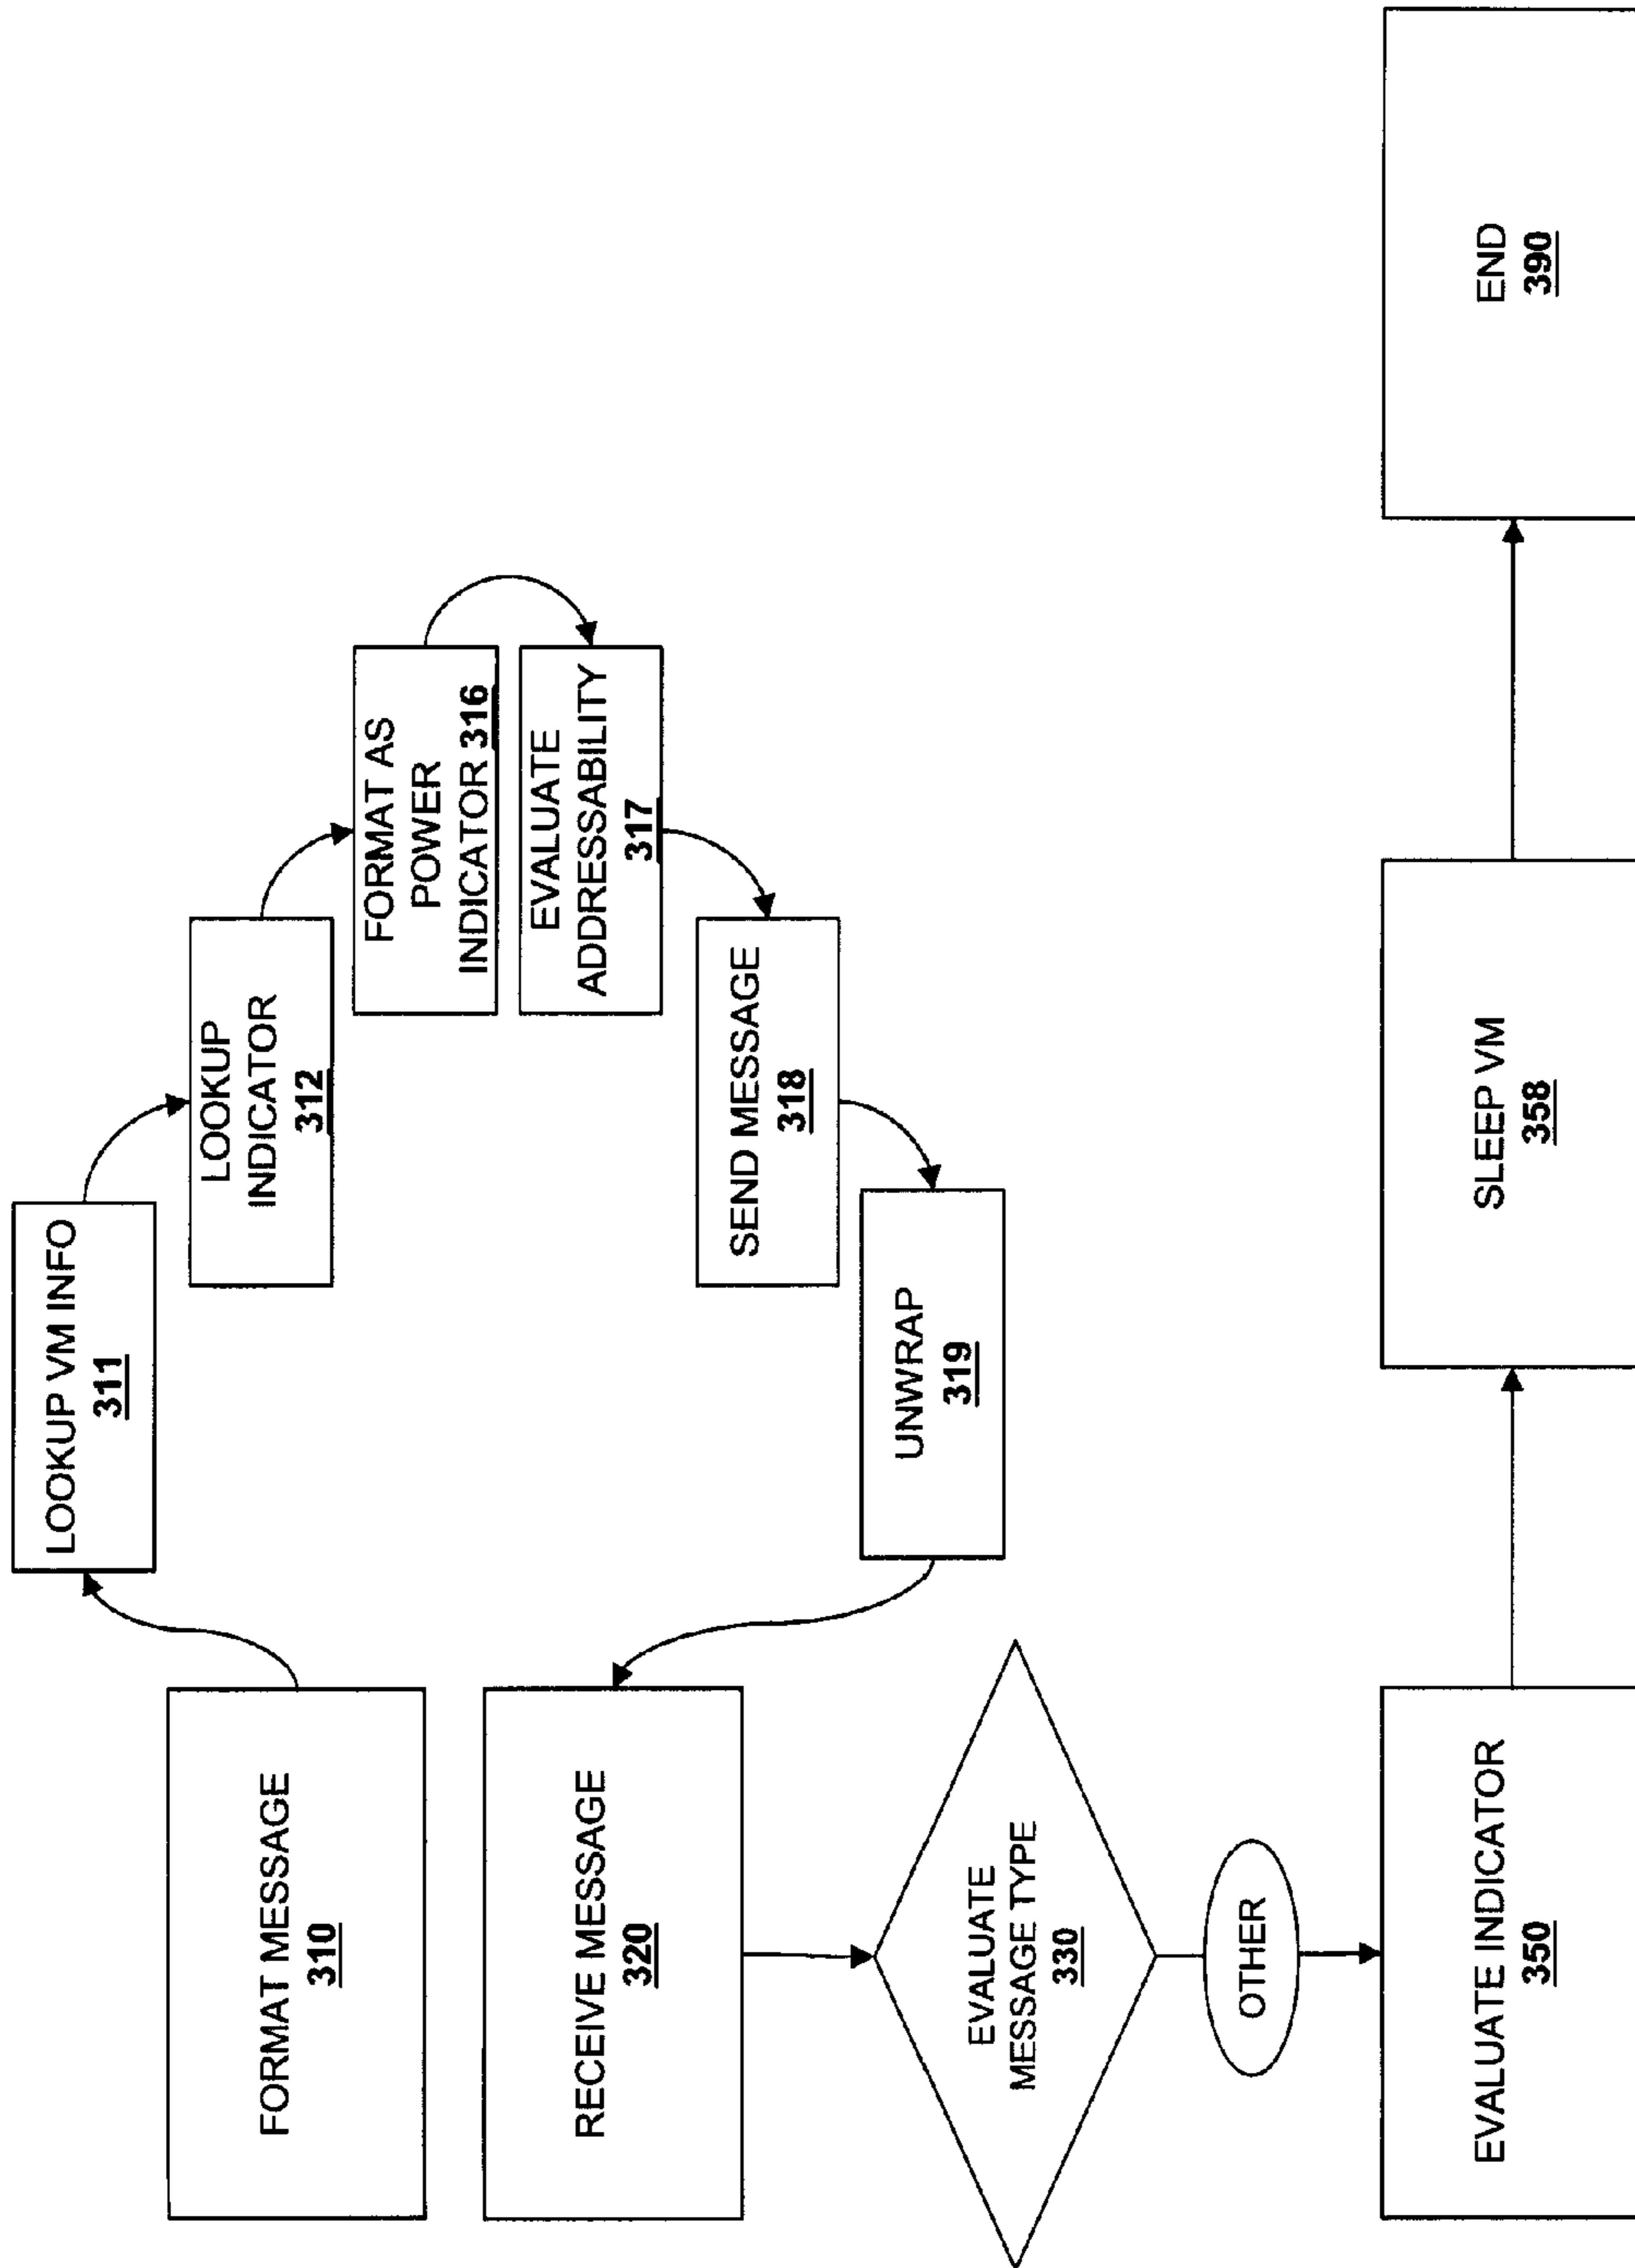 FORMAT MESSAGE
310
LOOKUP VM INFO
311
LOOKUP
INDICATOR
312
FORMAT AS
POWER
INDICATOR 316
EVALUATE
ADDRESSABILITY
317
SEND MESSAGE
318
UNWRAP
319
RECEIVE MESSAGE
320
EVALUATE
MESSAGE TYPE
330
OTHER
EVALUATE INDICATOR
350
SLEEP VM
358
END
390